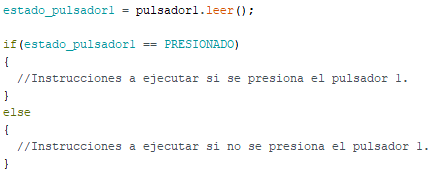 estado_pulsador1 = pulsador1.leer();
if(estado_pulsador1 == PRESIONADO)
{
//Instrucciones a ejecutar si se presiona el pulsador 1.
}
else
{
//Instrucciones a ejecutar si no se presiona el pulsador 1.
}